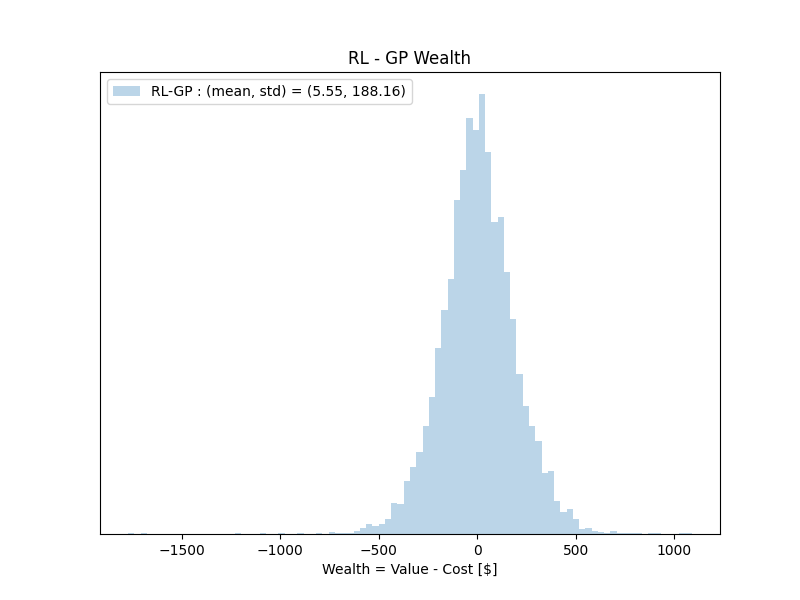 RL - GP Wealth
RL-GP : (mean, std) = (5.55, 188.16)
−1500 −1000 −500 0 500 1000
Wealth = Value - Cost [$]